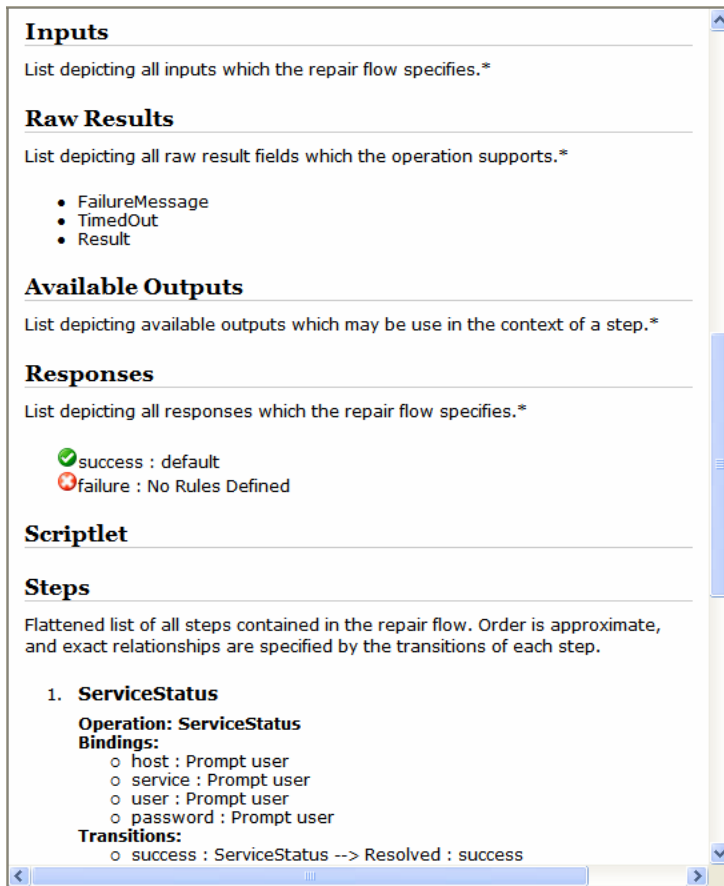 Inputs
List depicting all inputs which the repair flow specifies.*
Raw Results
List depicting all raw result fields which the operation supports.*
• FailureMessage
• TimedOut
• Result
Available Outputs
List depicting available outputs which may be use in the context of a step.*
Responses
List depicting all responses which the repair flow specifies.*
success : default
failure : No Rules Defined
Scriptlet
Steps
Flattened list of all steps contained in the repair flow. Order is approximate,
and exact relationships are specified by the transitions of each step.
1. ServiceStatus
Operation: ServiceStatus
Bindings:
o host : Prompt user
o service : Prompt user
o user : Prompt user
o password : Prompt user
Transitions:
o success : ServiceStatus --> Resolved : success